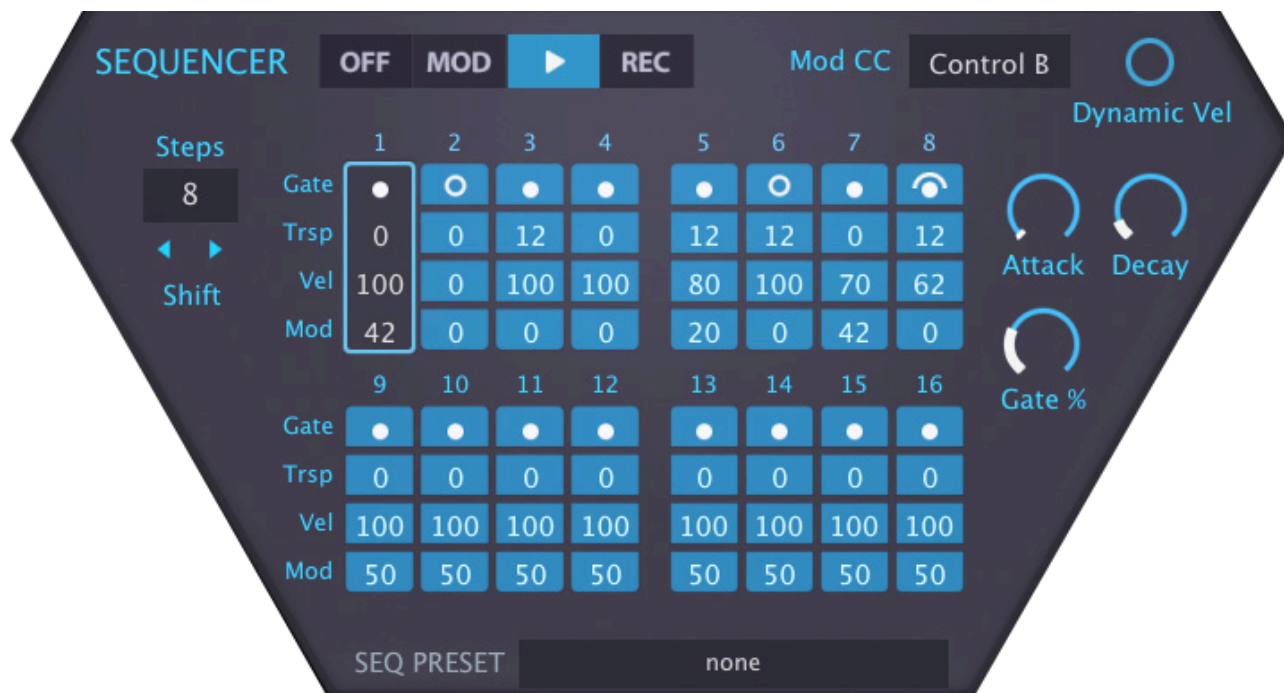 SEQUENCER OFF MOD REC Mod CC Control B
Dynamic Vel
Steps 1 2 3 4 5 6 7 8
8 Gate
Trsp 0 0 12 0 12 12 0 12
Attack Decay
Shift Vel 100 0 100 100 80 100 70 62
Mod 42 0 0 0 20 0 42 0
9 10 11 12 13 14 15 16
Gate % 
Gate
Trsp 0 0 0 0 0 0 0 0
Vel 100 100 100 100 100 100 100 100
Mod 50 50 50 50 50 50 50 50
SEQ PRESET none